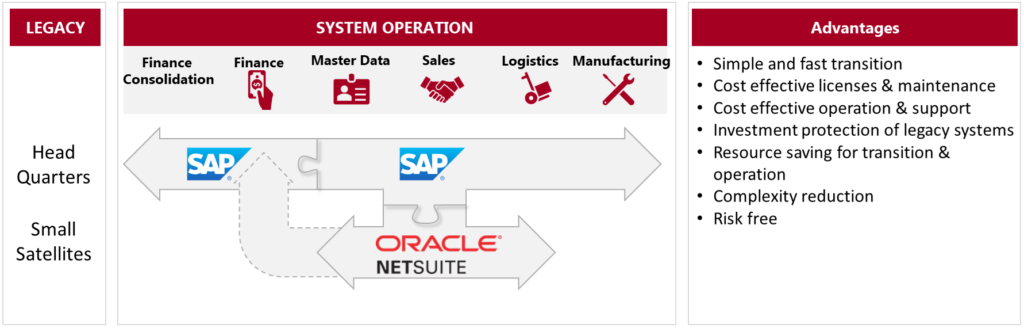 LEGACY
SYSTEM OPERATION
Advantages
Finance
Consolidation
Finance
Master Data
Sales
Logistics
Manufacturing
Head
Quarters
Small
Satellites
SAP®
SAP®
ORACLE®
NETSUITE
• Simple and fast transition
• Cost effective licenses & maintenance
• Cost effective operation & support
• Investment protection of legacy systems
• Resource saving for transition &
operation
• Complexity reduction
• Risk free